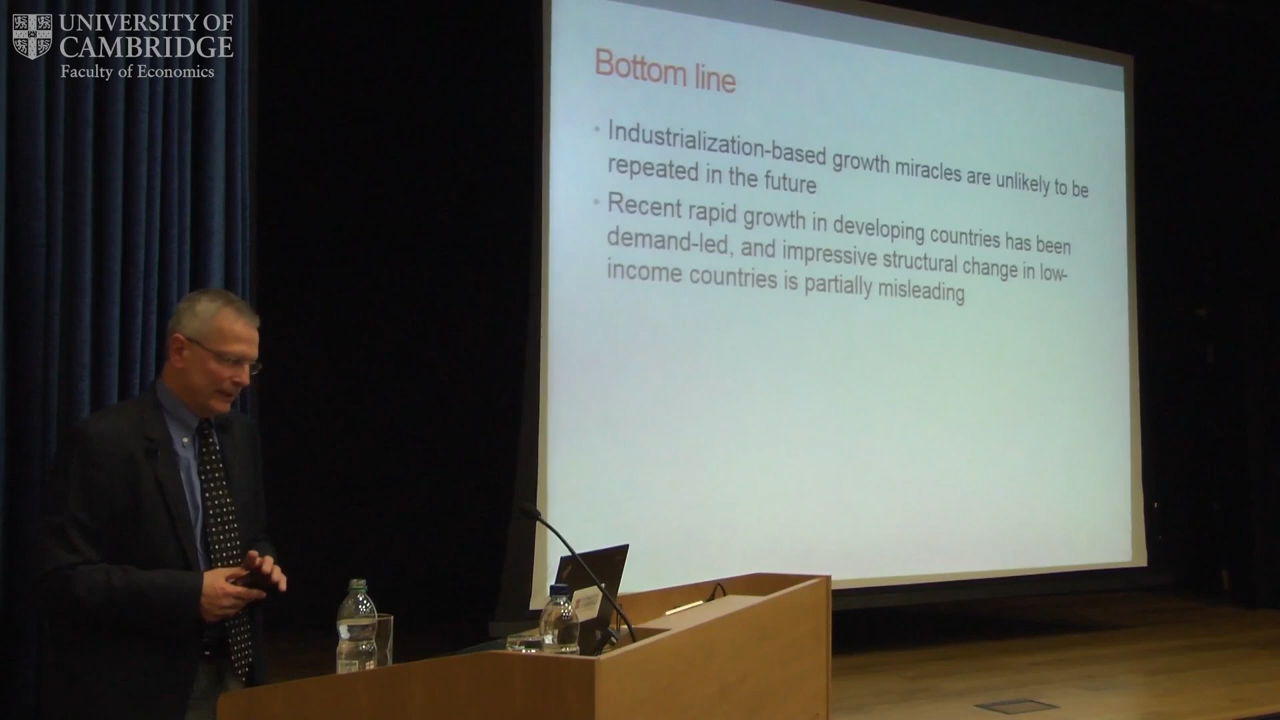 UNIVERSITY OF
CAMBRIDGE
Faculty of Economics
Bottom line
• Industrialization-based growth miracles are unlikely to be
repeated in the future
• Recent rapid growth in developing countries has been
demand-led, and impressive structural change in low-
income countries is partially misleading